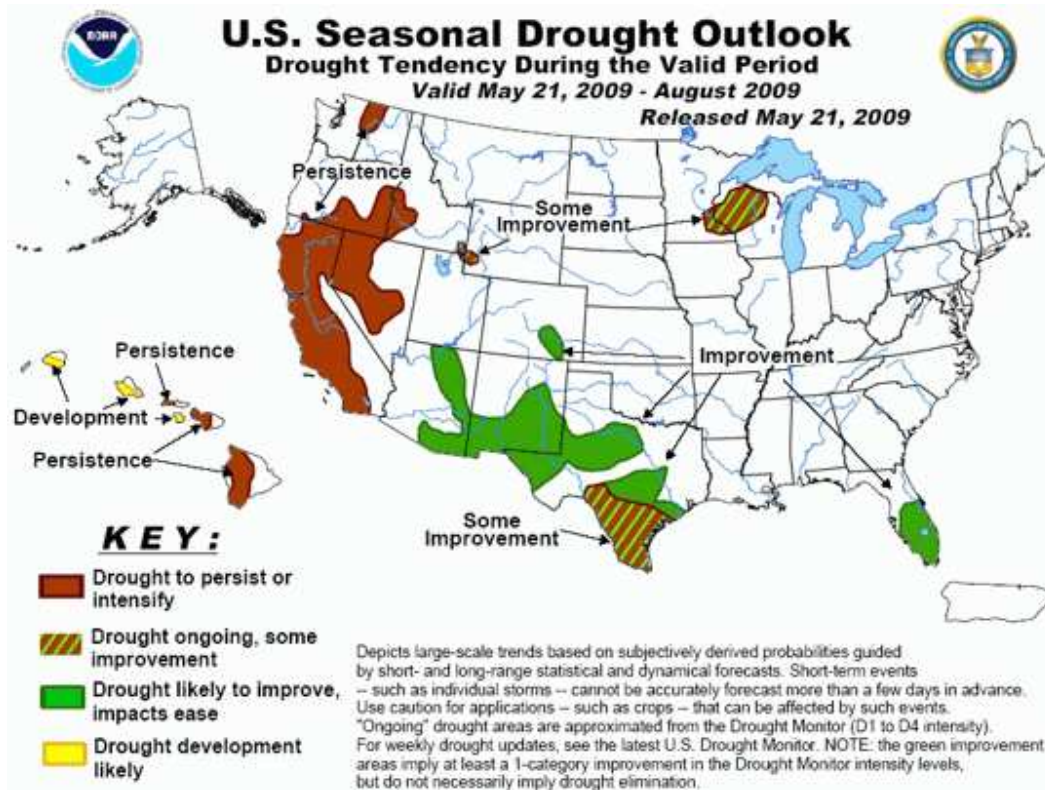 NOAA
U.S. Seasonal Drought Outlook
Drought Tendency During the Valid Period
Valid May 21, 2009 - August 2009
Released May 21, 2009
Persistence
Some
Improvement
Improvement
Persistence
Development
Persistence
Some
Improvement
KEY:
Drought to persist or
intensify
Drought ongoing, some
improvement
Drought likely to improve,
impacts ease
Drought development
likely
Depicts large-scale trends based on subjectively derived probabilities guided
by short- and long-range statistical and dynamical forecasts. Short-term events
-- such as individual storms -- cannot be accurately forecast more than a few days in advance.
Use caution for applications -- such as crops -- that can be affected by such events.
"Ongoing" drought areas are approximated from the Drought Monitor (D1 to D4 intensity).
For weekly drought updates, see the latest U.S. Drought Monitor. NOTE: the green improvement
areas imply at least a 1-category improvement in the Drought Monitor intensity levels,
but do not necessarily imply drought elimination.